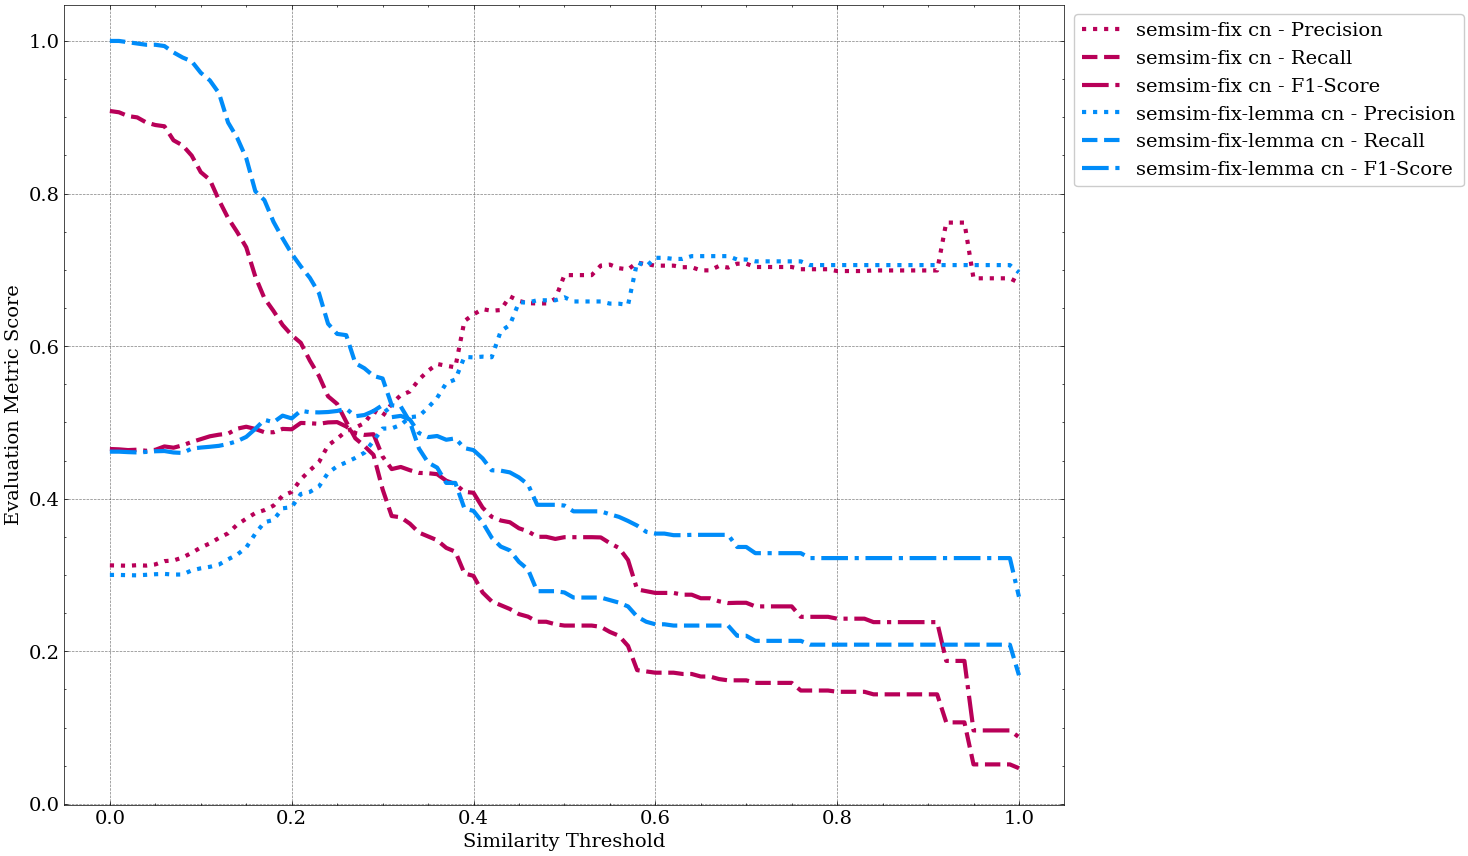 1.0
0.8
0.6
0.4
0.2
0.0
Evaluation Metric Score
0.0 0.2 0.4 0.6 0.8 1.0
Similarity Threshold
semsim-fix cn - Precision
semsim-fix cn - Recall
semsim-fix cn - F1-Score
semsim-fix-lemma cn - Precision
semsim-fix-lemma cn - Recall
semsim-fix-lemma cn - F1-Score